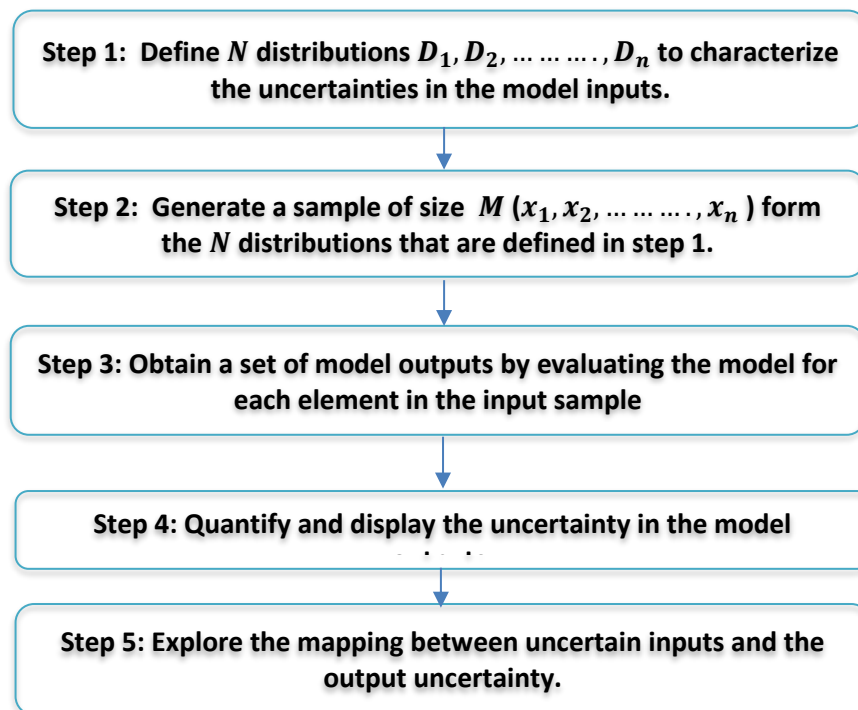 Step 1: Define N distributions D₁, D₂, ... ... ... ., Dₙ to characterize
the uncertainties in the model inputs.
Step 2: Generate a sample of size M (x₁, x₂, ... ... ... ., xₙ ) form
the N distributions that are defined in step 1.
Step 3: Obtain a set of model outputs by evaluating the model for
each element in the input sample
Step 4: Quantify and display the uncertainty in the model
Step 5: Explore the mapping between uncertain inputs and the
output uncertainty.